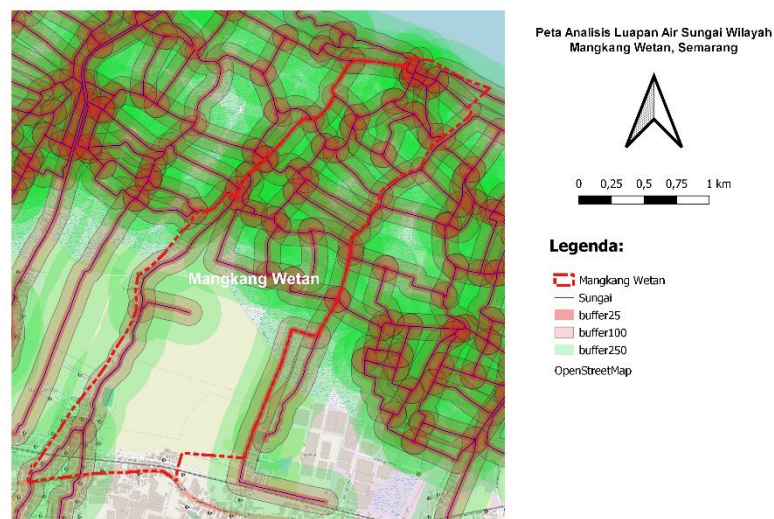 Peta Analisis Luapan Air Sungai Wilayah
Mangkang Wetan, Semarang
0 0,25 0,5 0,75 1 km
Legenda:
Mangkang Wetan
Sungai
buffer25
buffer100
buffer250
OpenStreetMap
Mangkang Wetan